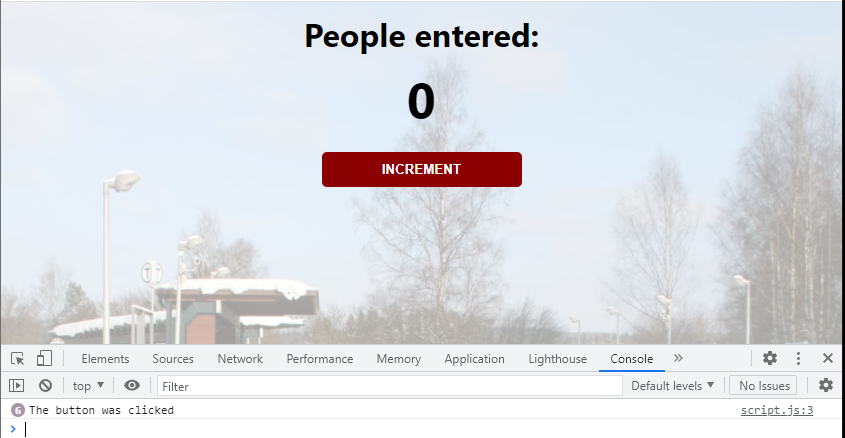 People entered:
0
INCREMENT
Elements Sources Network Performance Memory Application Lighthouse Console »
top ▼ Filter Default levels ▼ No Issues
6 The button was clicked script.js:3
>